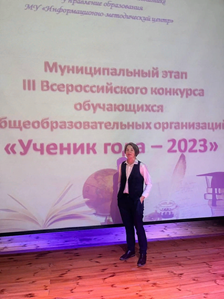 Управление образования
МУ «Информационно-методический центр»
Муниципальный этап
III Всероссийского конкурса
обучающихся
общеобразовательных организаций
«Ученик года – 2023»